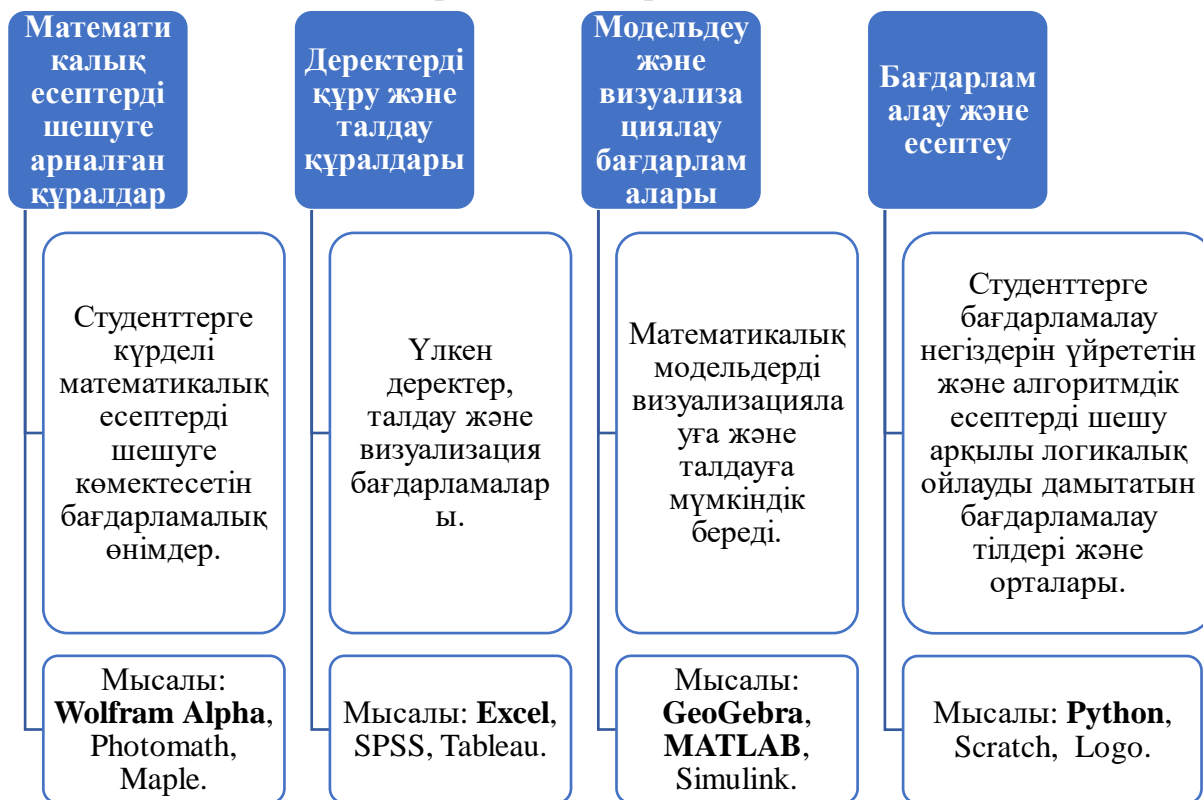 Математи
калық
есептерді
шешуге
арналған
құралдар
Студенттерге
күрделі
математикалық
есептерді
шешуге
көмектесетін
бағдарламалық
өнімдер.
Мысалы:
Wolfram Alpha,
Photomath,
Maple.
Деректерді
құру және
талдау
құралдары
Үлкен
деректер,
талдау және
визуализация
бағдарламалар
ы.
Мысалы: Excel,
SPSS, Tableau.
Модельдеу
және
визуализа
циялау
бағдарлам
алары
Математикалық
модельдерді
визуализацияла
уға және
талдауға
мүмкіндік
береді.
Мысалы:
GeoGebra,
MATLAB,
Simulink.
Бағдарлам
алау және
есептеу
Студенттерге
бағдарламалау
негіздерін үйрететін
және алгоритмдік
есептерді шешу
арқылы логикалық
ойлауды дамытатын
бағдарламалау
тілдері және
орталары.
Мысалы: Python,
Scratch, Logo.